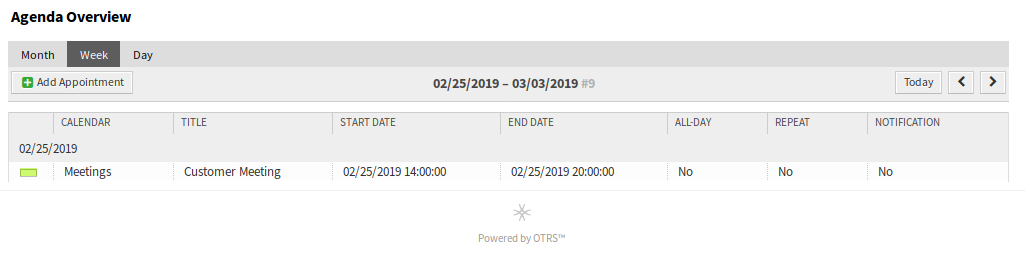 Agenda Overview
Month Week Day
Add Appointment 02/25/2019 – 03/03/2019 #9 Today
CALENDAR TITLE START DATE END DATE ALL-DAY REPEAT NOTIFICATION
02/25/2019
Meetings Customer Meeting 02/25/2019 14:00:00 02/25/2019 20:00:00 No No No
Powered by OTRS™